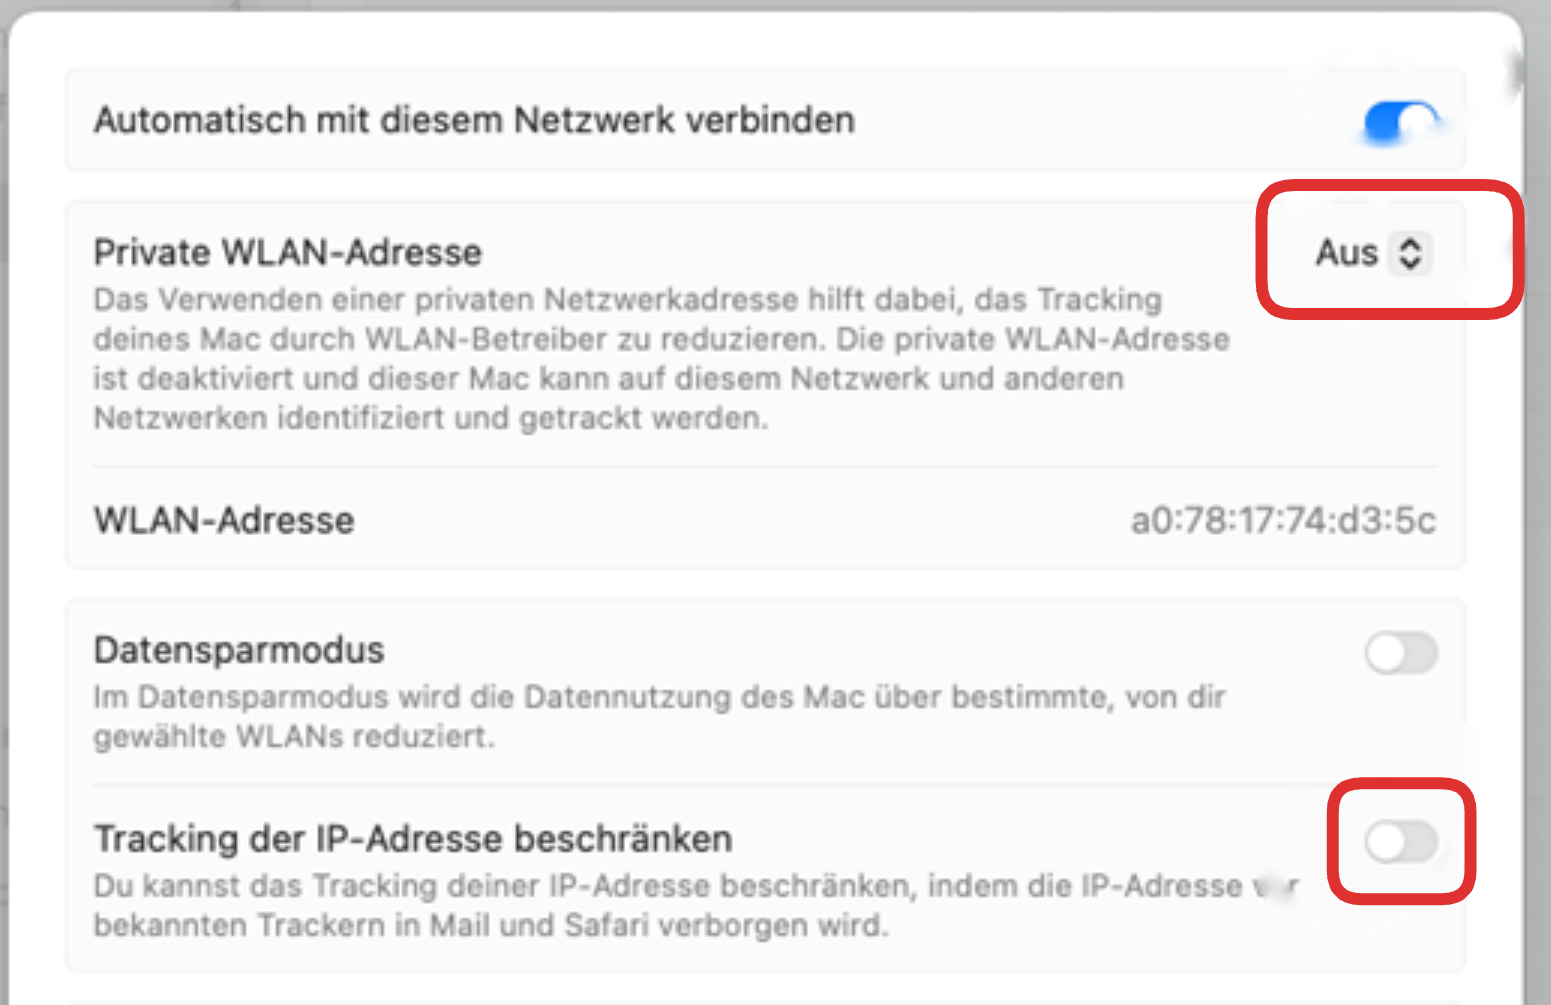 Automatisch mit diesem Netzwerk verbinden
Private WLAN-Adresse
Aus
Das Verwenden einer privaten Netzwerkadresse hilft dabei, das Tracking
deines Mac durch WLAN-Betreiber zu reduzieren. Die private WLAN-Adresse
ist deaktiviert und dieser Mac kann auf diesem Netzwerk und anderen
Netzwerken identifiziert und getrackt werden.
WLAN-Adresse
a0:78:17:74:d3:5c
Datensparmodus
Im Datensparmodus wird die Datennutzung des Mac über bestimmte, von dir
gewählte WLANs reduziert.
Tracking der IP-Adresse beschränken
Du kannst das Tracking deiner IP-Adresse beschränken, indem die IP-Adresse
bekannten Trackern in Mail und Safari verborgen wird.